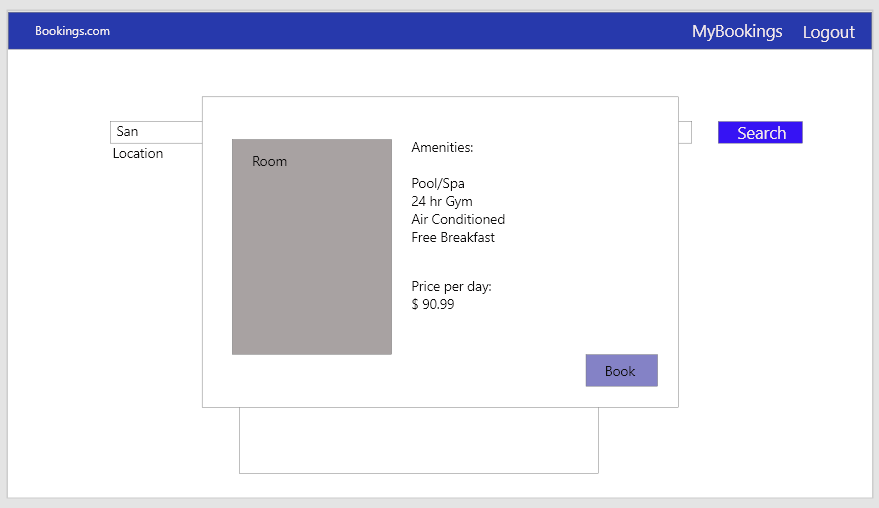 Bookings.com
MyBookings
Logout
San
Search
Location
Room
Amenities:
Pool/Spa
24 hr Gym
Air Conditioned
Free Breakfast
Price per day:
$ 90.99
Book